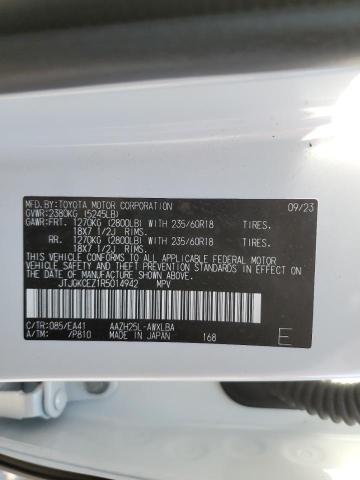 MFD.BY:TOYOTA MOTOR CORPORATION 09/23
GVWR:2380KG (5245LB)
GAWR:FRT. 1270KG (2800LB) WITH 235/60R18 TIRES
18X7 1/2J RIMS.
RR. 1270KG (2800LB) WITH 235/60R18 TIRES
18X7 1/2J RIMS.
THIS VEHICLE CONFORMS TO ALL APPLICABLE FEDERAL MOTOR
VEHICLE SAFETY STANDARDS IN EFFECT ON THE DATE OF
MANUFACTURE SHOWN ABOVE.
JTJGKCEZ1R5014942 MPV
C/TR:085/EA41 AAZH25L-AWXLBA E
A/TM: /P810 MADE IN JAPAN 168